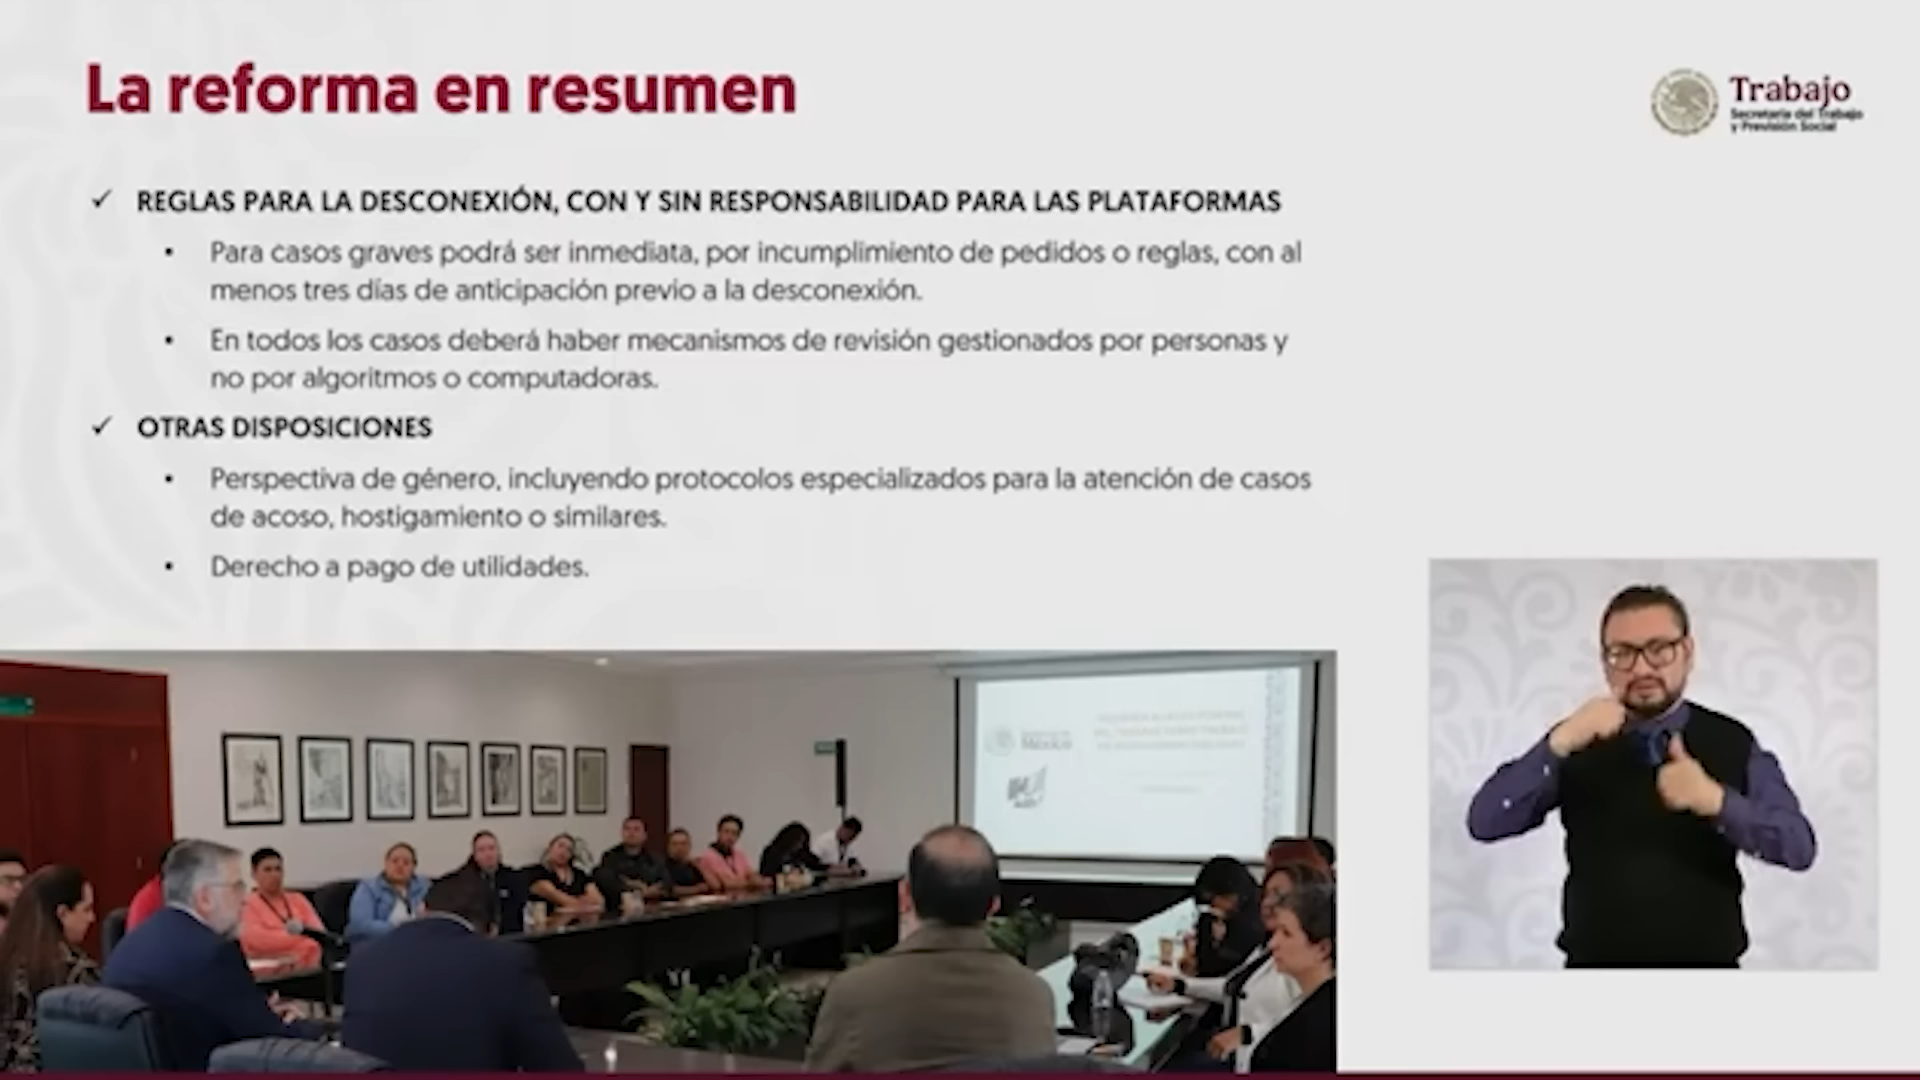 La reforma en resumen
Trabajo
Secretaría del Trabajo
y Previsión Social
✓ REGLAS PARA LA DESCONEXIÓN, CON Y SIN RESPONSABILIDAD PARA LAS PLATAFORMAS
• Para casos graves podrá ser inmediata, por incumplimiento de pedidos o reglas, con al
menos tres días de anticipación previo a la desconexión.
• En todos los casos deberá haber mecanismos de revisión gestionados por personas y
no por algoritmos o computadoras.
✓ OTRAS DISPOSICIONES
• Perspectiva de género, incluyendo protocolos especializados para la atención de casos
de acoso, hostigamiento o similares.
• Derecho a pago de utilidades.
México